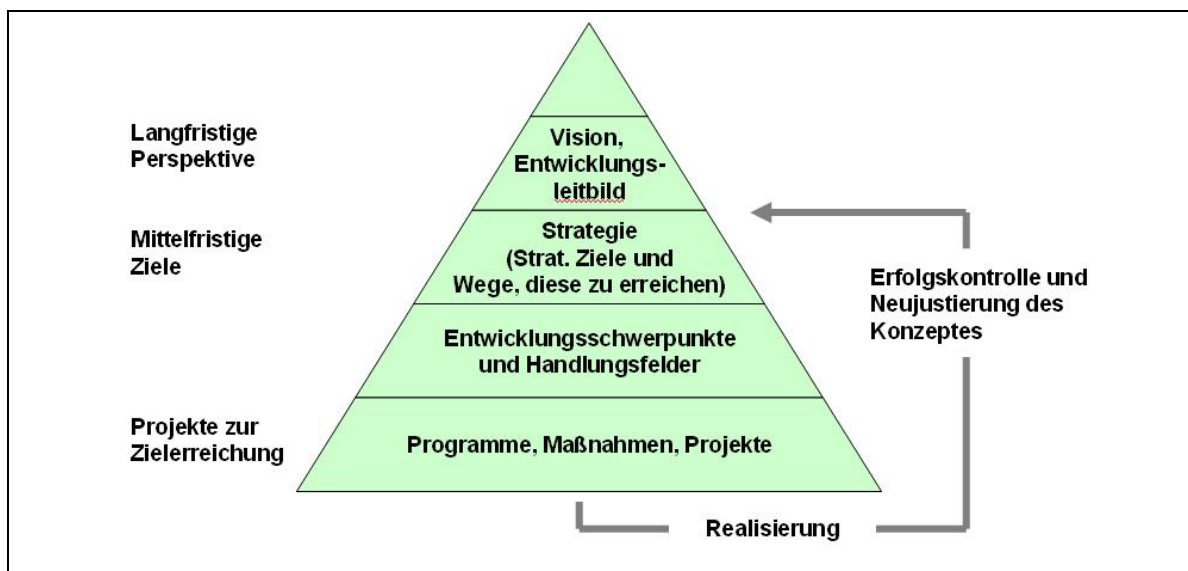 Langfristige
Perspektive
Vision,
Entwicklungs-
leitbild
Mittelfristige
Ziele
Strategie
(Strat. Ziele und
Wege, diese zu erreichen)
Erfolgskontrolle und
Neujustierung des
Konzeptes
Entwicklungsschwerpunkte
und Handlungsfelder
Projekte zur
Zielerreichung
Programme, Maßnahmen, Projekte
Realisierung